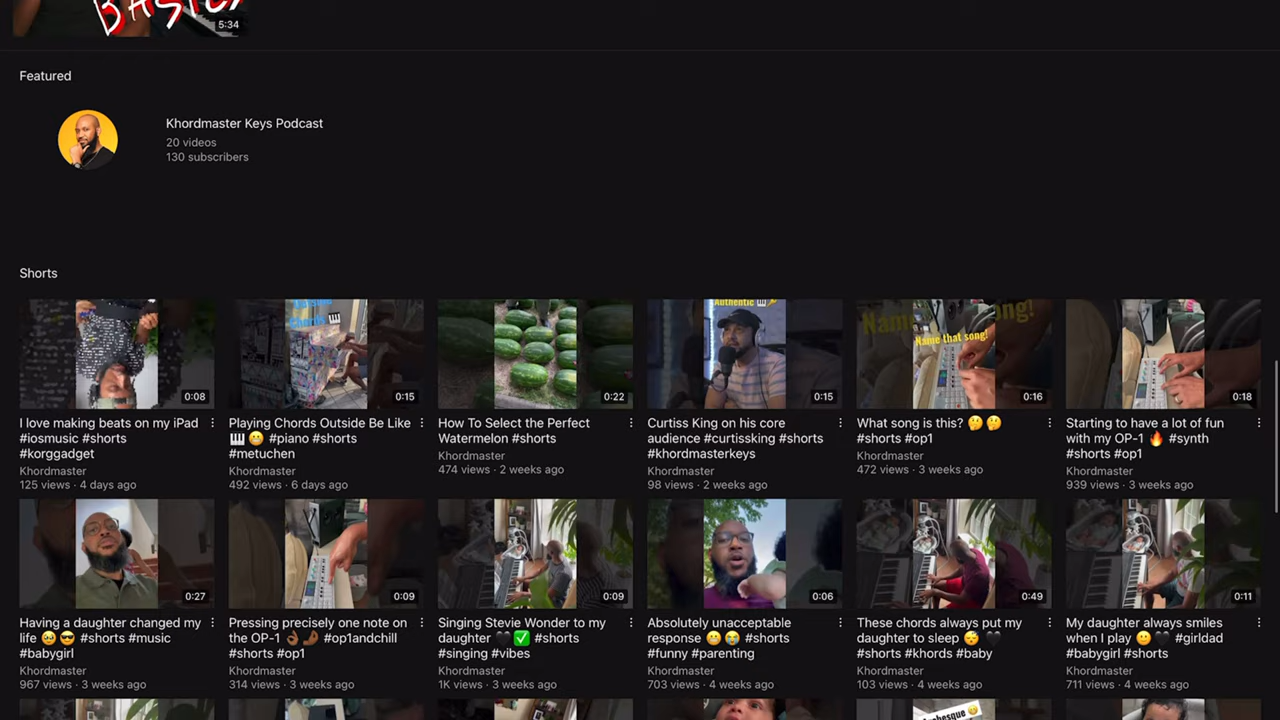 BASICS
5:34
Featured
Khordmaster Keys Podcast
20 videos
130 subscribers
Shorts
Chords 🎹
Authentic 🎹
Name that song!
0:08
0:15
0:22
0:15
0:16
0:18
I love making beats on my iPad
#iosmusic #shorts
#korggadget
Khordmaster
125 views · 4 days ago
Playing Chords Outside Be Like
🎹 😁 #piano #shorts
#metuchen
Khordmaster
492 views · 6 days ago
How To Select the Perfect
Watermelon #shorts
Khordmaster
474 views · 2 weeks ago
Curtiss King on his core
audience #curtissking #shorts
#khordmasterkeys
Khordmaster
98 views · 2 weeks ago
What song is this? 🤔🤔
#shorts #op1
Khordmaster
472 views · 3 weeks ago
Starting to have a lot of fun
with my OP-1 🔥 #synth
#shorts #op1
Khordmaster
939 views · 3 weeks ago
0:27
0:09
0:09
0:06
0:49
0:11
Having a daughter changed my
life 🥹😎 #shorts #music
#babygirl
Khordmaster
967 views · 3 weeks ago
Pressing precisely one note on
the OP-1 👌🏾🤌🏾 #op1andchill
#shorts #op1
Khordmaster
314 views · 3 weeks ago
Singing Stevie Wonder to my
daughter 🖤✅ #shorts
#singing #vibes
Khordmaster
1K views · 3 weeks ago
Absolutely unacceptable
response 😬😭 #shorts
#funny #parenting
Khordmaster
703 views · 4 weeks ago
These chords always put my
daughter to sleep 😴🖤
#shorts #khords #baby
Khordmaster
103 views · 4 weeks ago
My daughter always smiles
when I play 🙂🖤 #girldad
#babygirl #shorts
Khordmaster
711 views · 4 weeks ago